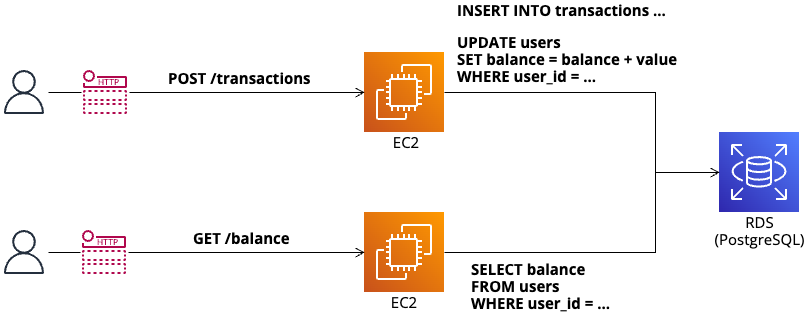 INSERT INTO transactions ...
UPDATE users
SET balance = balance + value
WHERE user_id = ...
HTTP
POST /transactions
EC2
RDS
(PostgreSQL)
HTTP
GET /balance
EC2
SELECT balance
FROM users
WHERE user_id = ...